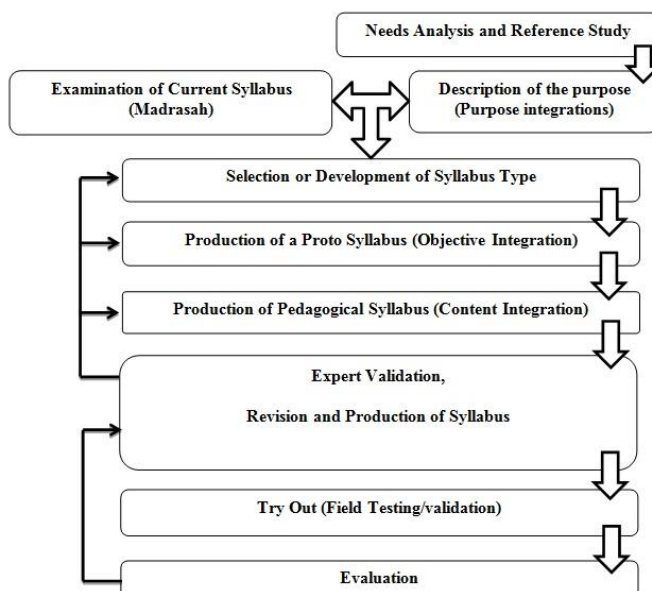 Needs Analysis and Reference Study
Examination of Current Syllabus
(Madrasah)
Description of the purpose
(Purpose integrations)
Selection or Development of Syllabus Type
Production of a Proto Syllabus (Objective Integration)
Production of Pedagogical Syllabus (Content Integration)
Expert Validation,
Revision and Production of Syllabus
Try Out (Field Testing/validation)
Evaluation